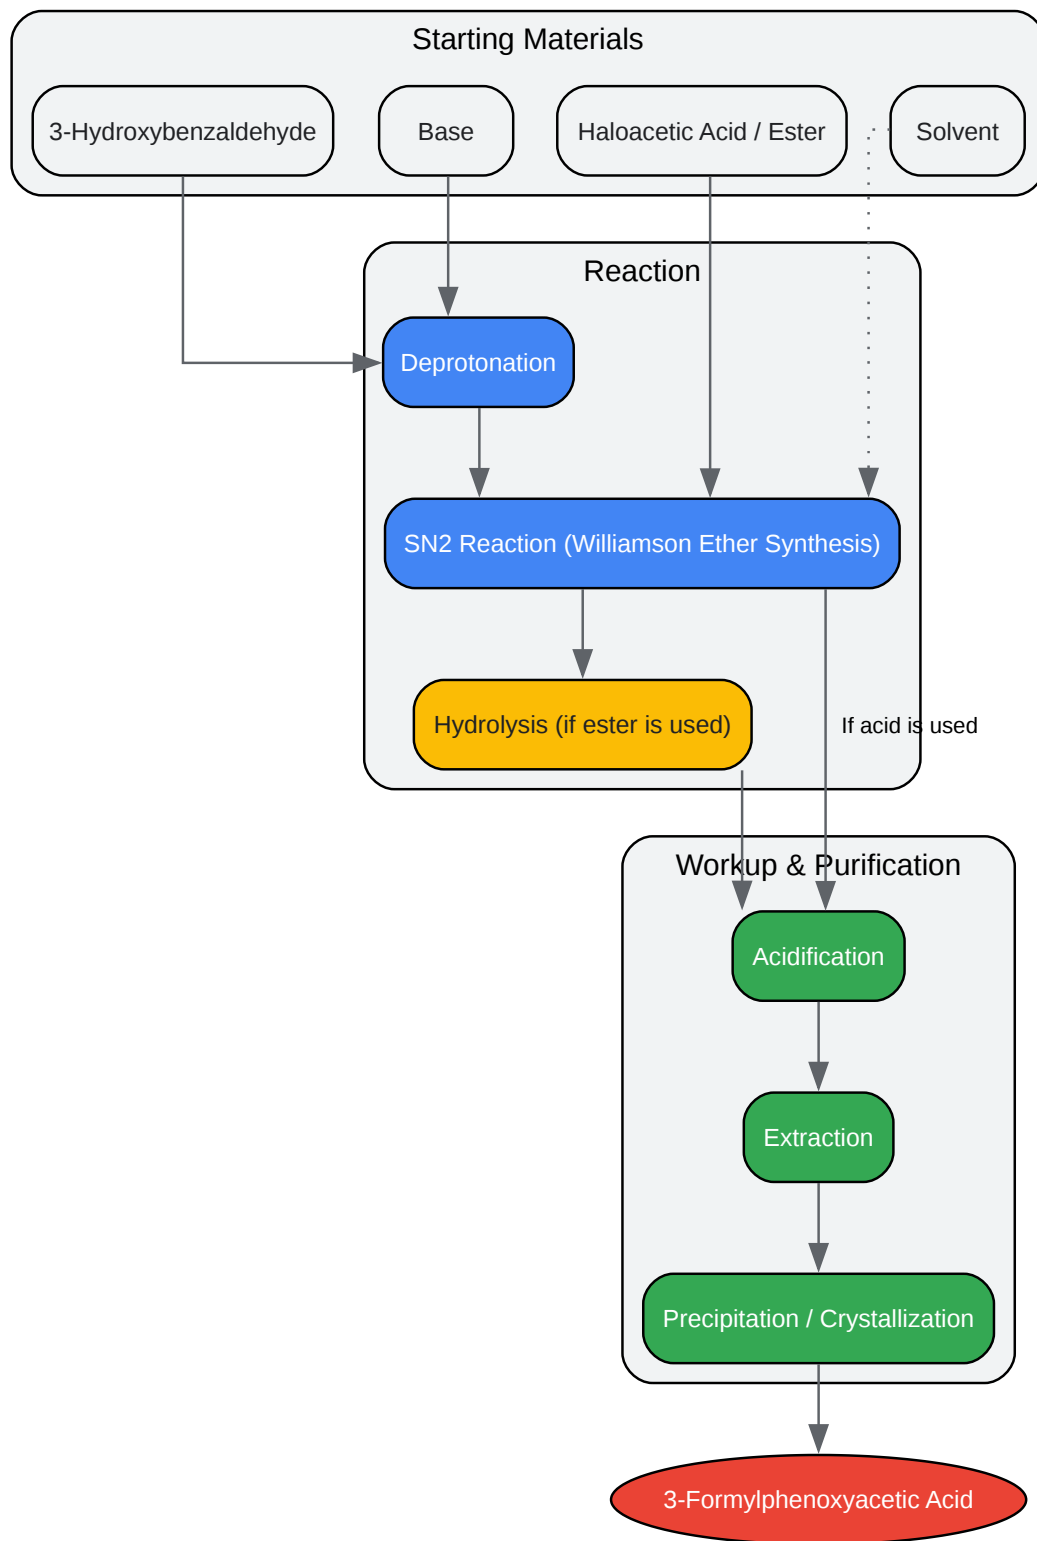 Starting Materials
3-Hydroxybenzaldehyde
Base
Haloacetic Acid / Ester
Solvent
Reaction
Deprotonation
SN2 Reaction (Williamson Ether Synthesis)
Hydrolysis (if ester is used)
If acid is used
Workup & Purification
Acidification
Extraction
Precipitation / Crystallization
3-Formylphenoxyacetic Acid